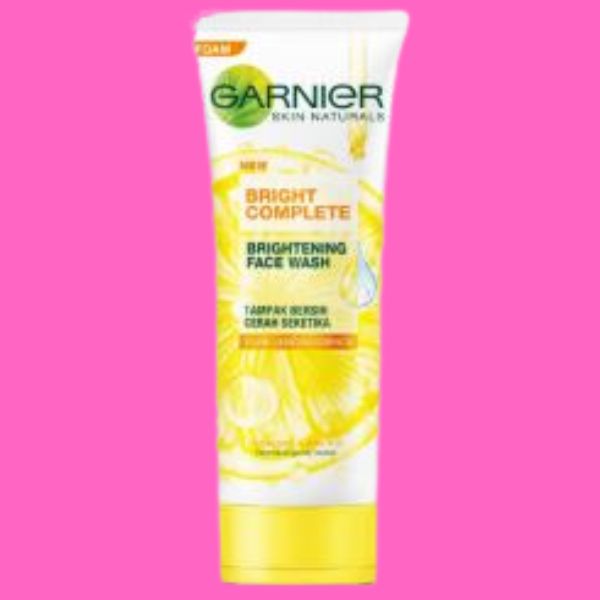 FOAM
GARNIER
SKIN NATURALS
NEW
BRIGHT
COMPLETE
BRIGHTENING
FACE WASH
TAMPAK BERSIH
CERAH SEKETIKA